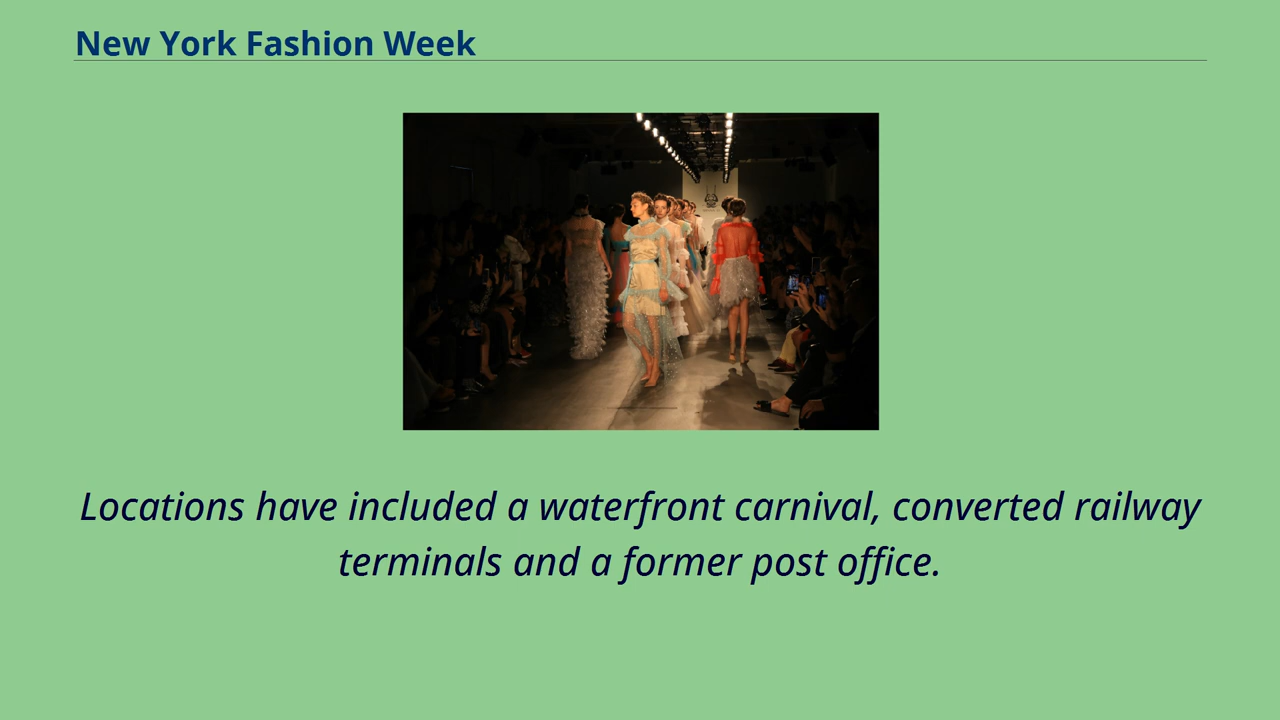 New York Fashion Week
Locations have included a waterfront carnival, converted railway
terminals and a former post office.